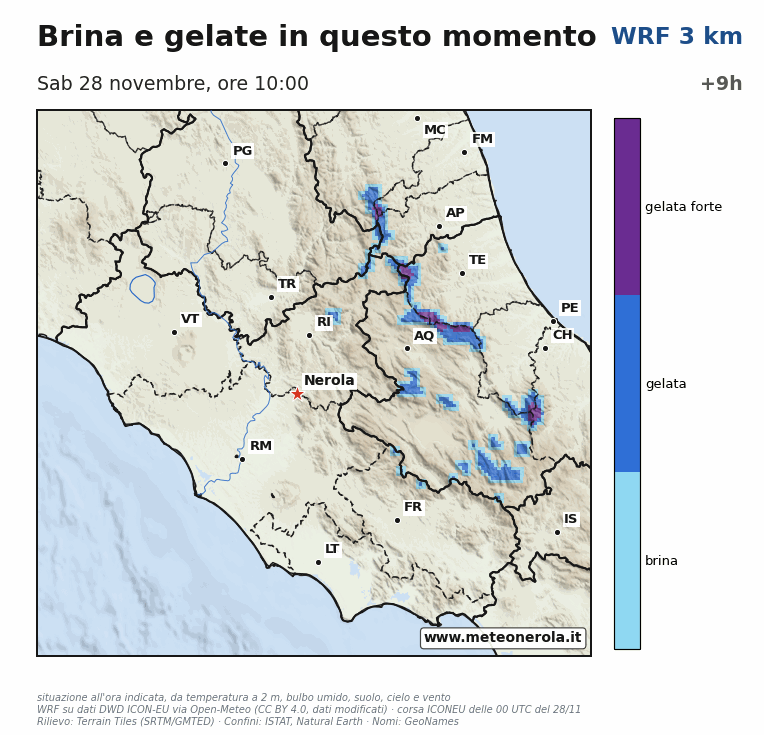 Brina e gelate in questo momento WRF 3 km
Sab 28 novembre, ore 10:00 +9h
MC
FM
PG
AP
TE
TR
PE
VT
RI
AQ
CH
Nerola
RM
FR
IS
LT
www.meteonerola.it
gelata forte
gelata
brina
situazione all'ora indicata, da temperatura a 2 m, bulbo umido, suolo, cielo e vento
WRF su dati DWD ICON-EU via Open-Meteo (CC BY 4.0, dati modificati) · corsa ICONEU delle 00 UTC del 28/11
Rilievo: Terrain Tiles (SRTM/GMTED) · Confini: ISTAT, Natural Earth · Nomi: GeoNames